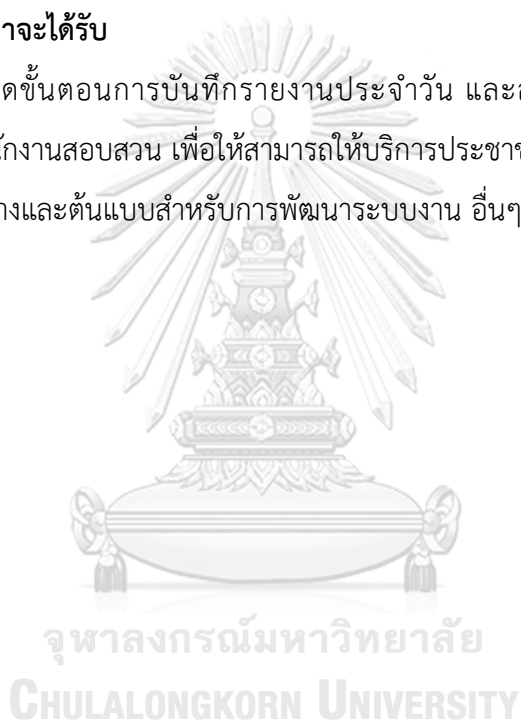 าจะได้รับ
ดขั้นตอนการบันทึกรายงานประจำวัน และ
นักงานสอบสวน เพื่อให้สามารถให้บริการประชาช
างและต้นแบบสำหรับการพัฒนาระบบงาน อื่นๆ
จุฬาลงกรณ์มหาวิทยาลัย
CHULALONGKORN UNIVERSITY